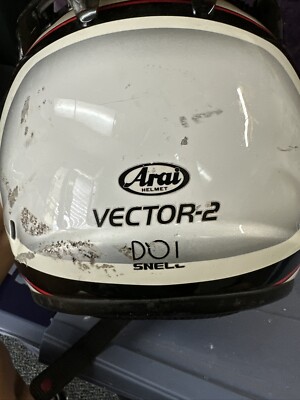 Arai
HELMET
VECTOR-2
DOT
SNELL